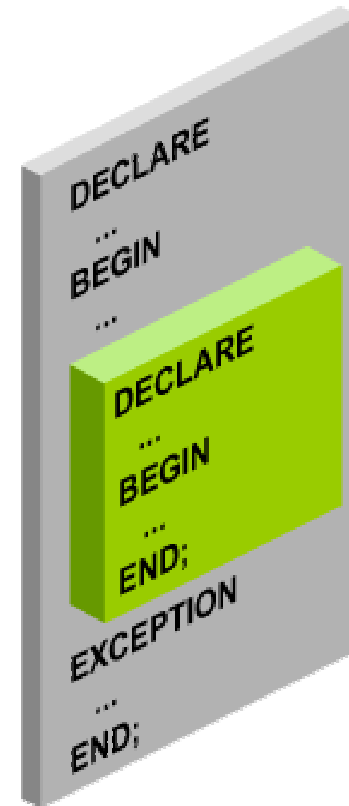 DECLARE
...
BEGIN
...
DECLARE
...
BEGIN
...
END;
EXCEPTION
...
END;